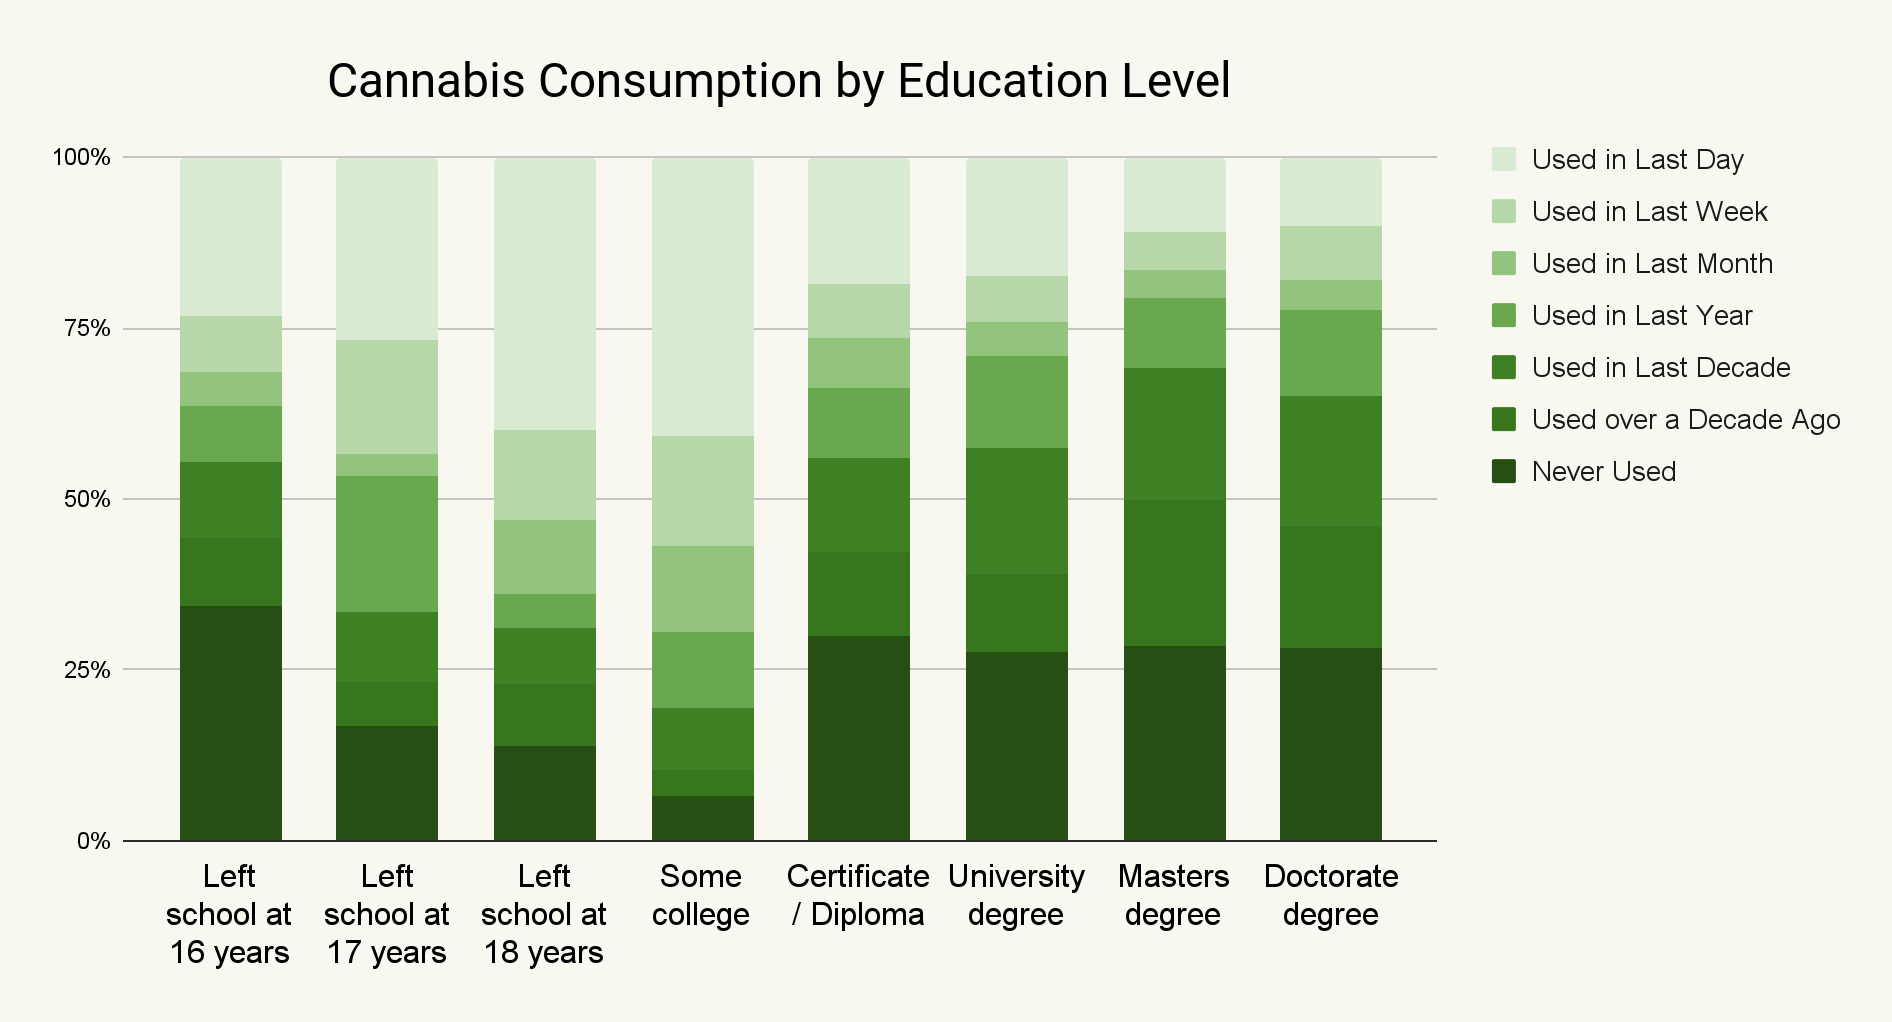 Cannabis Consumption by Education Level
100%
75%
50%
25%
0%
Left
school at
16 years
Left
school at
17 years
Left
school at
18 years
Some
college
Certificate
/ Diploma
University
degree
Masters
degree
Doctorate
degree
Used in Last Day
Used in Last Week
Used in Last Month
Used in Last Year
Used in Last Decade
Used over a Decade Ago
Never Used